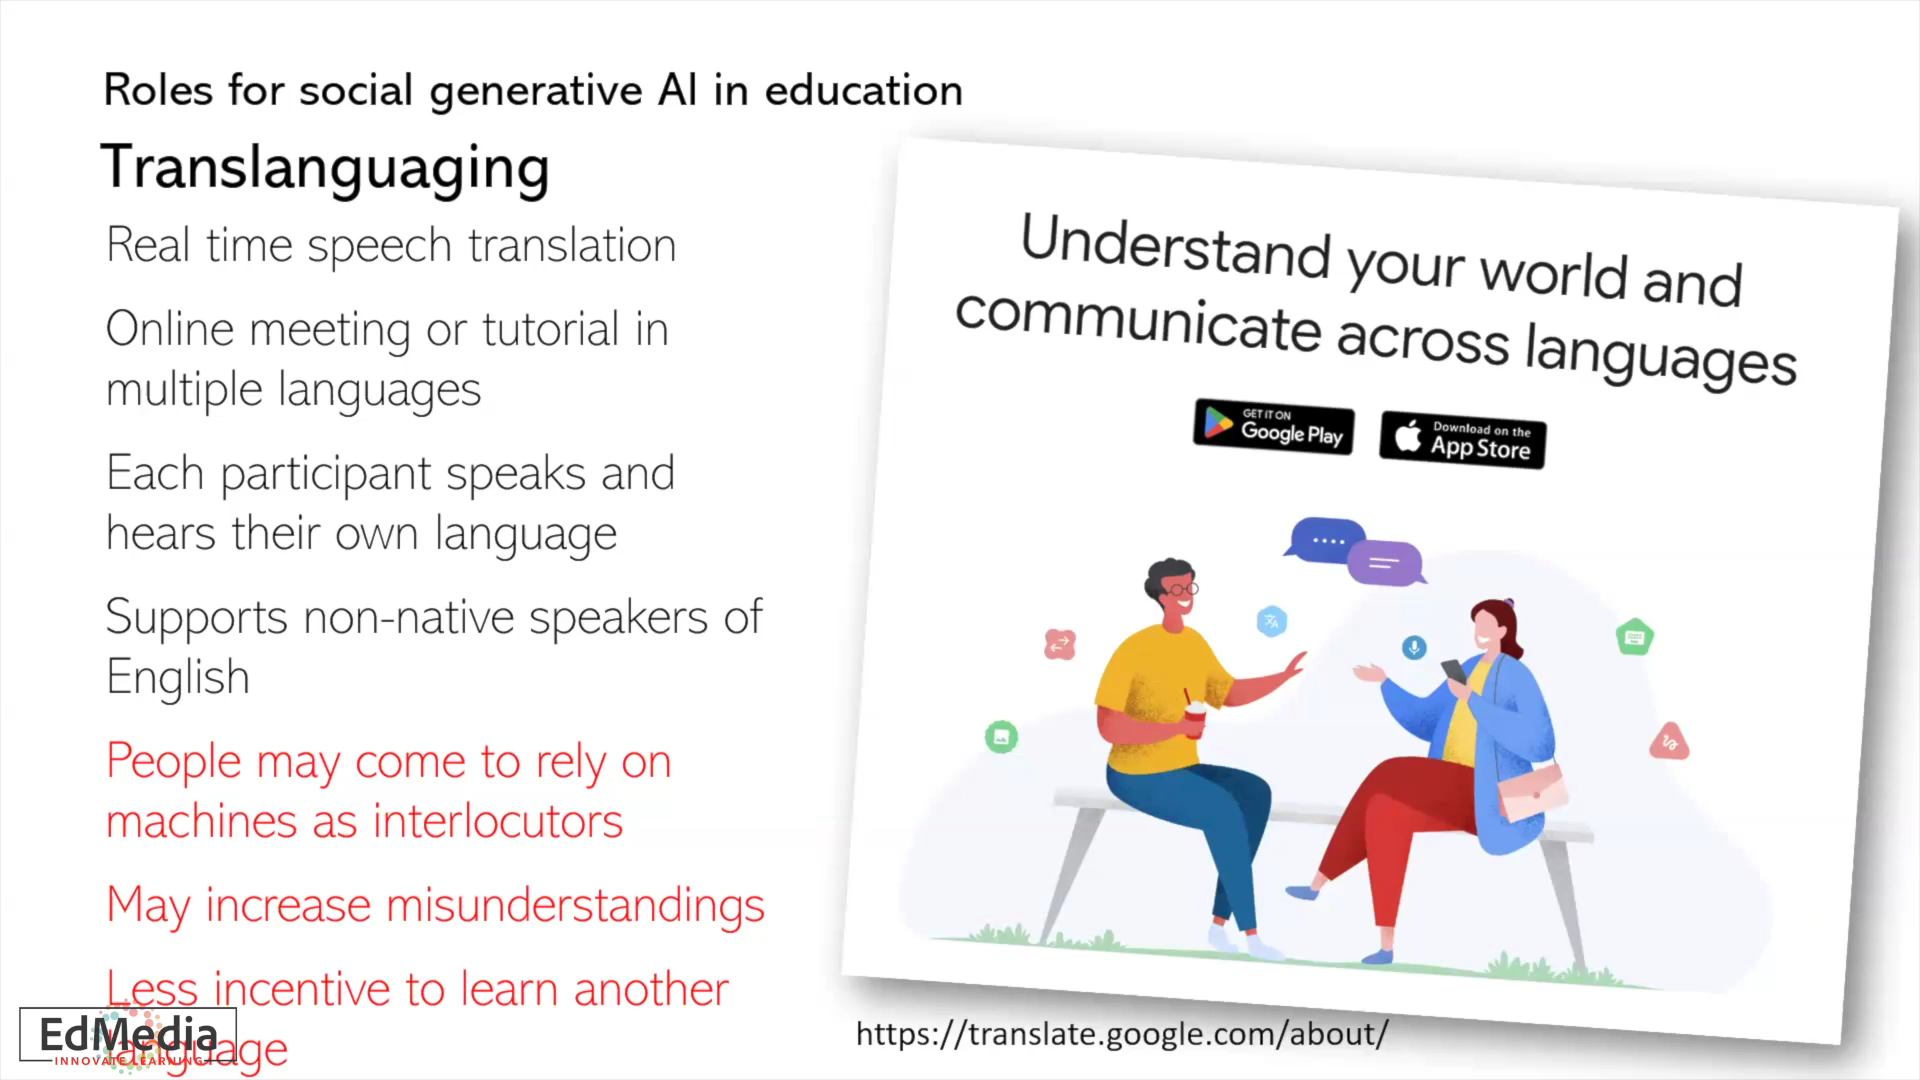 Roles for social generative AI in education
Translanguaging
Real time speech translation
Online meeting or tutorial in
multiple languages
Each participant speaks and
hears their own language
Supports non-native speakers of
English
People may come to rely on
machines as interlocutors
May increase misunderstandings
Less incentive to learn another
language
EdMedia
INNOVATE LEARNING
Understand your world and
communicate across languages
GET IT ON
Google Play
Download on the
App Store
https://translate.google.com/about/